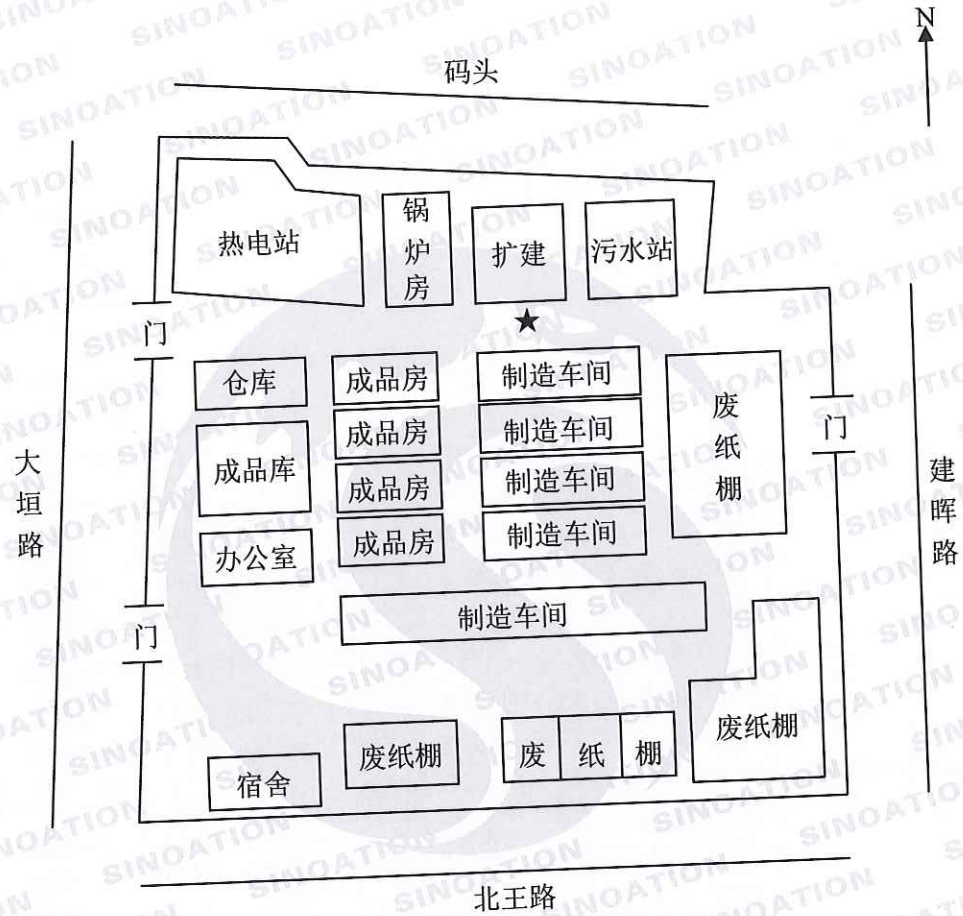 N
码头
热电站
锅炉房
扩建
污水站
★
门
仓库
成品房
制造车间
废纸棚
成品房
制造车间
门
成品库
成品房
制造车间
大垣路
建晖路
办公室
成品房
制造车间
门
制造车间
废纸棚
废纸棚
废纸棚
宿舍
北王路
SINOATION